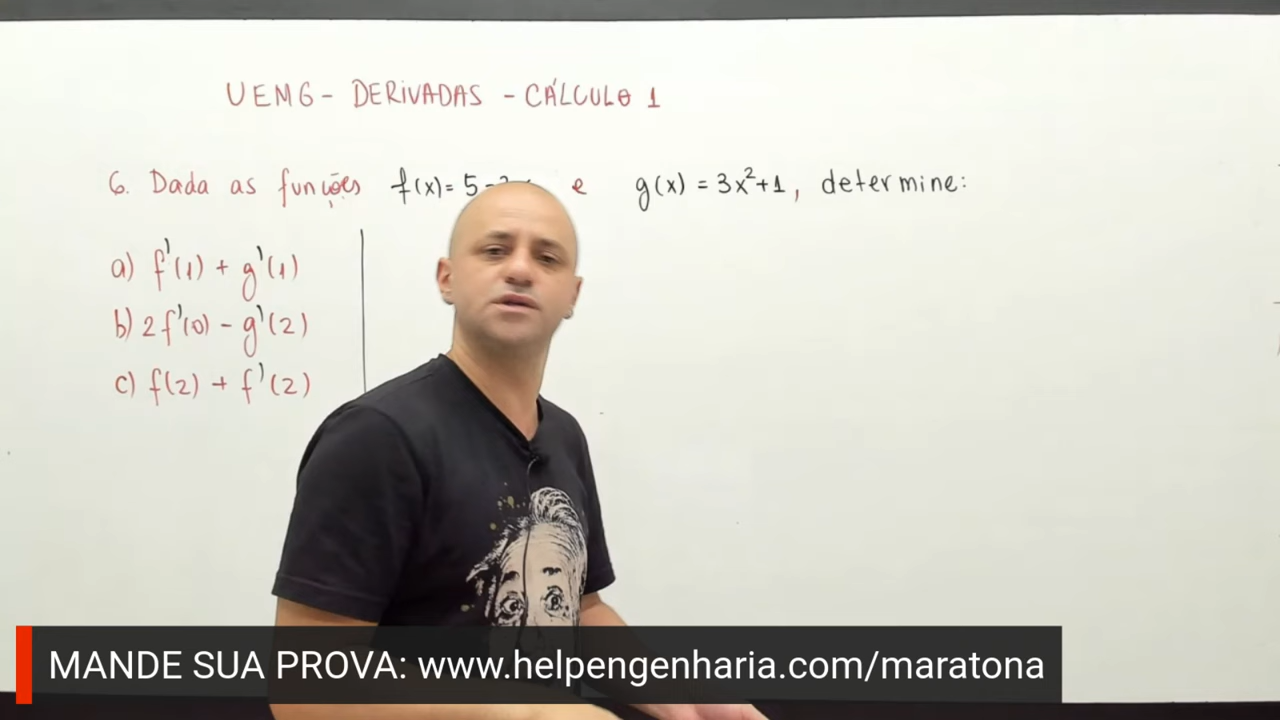 UEMG - DERIVADAS - CÁLCULO 1
6. Dada as funções f(x) = 5 - e g(x) = 3x²+1, determine:
a) f'(1) + g'(1)
b) 2f'(0) - g'(2)
c) f(2) + f'(2)
MANDE SUA PROVA: www.helpengenharia.com/maratona